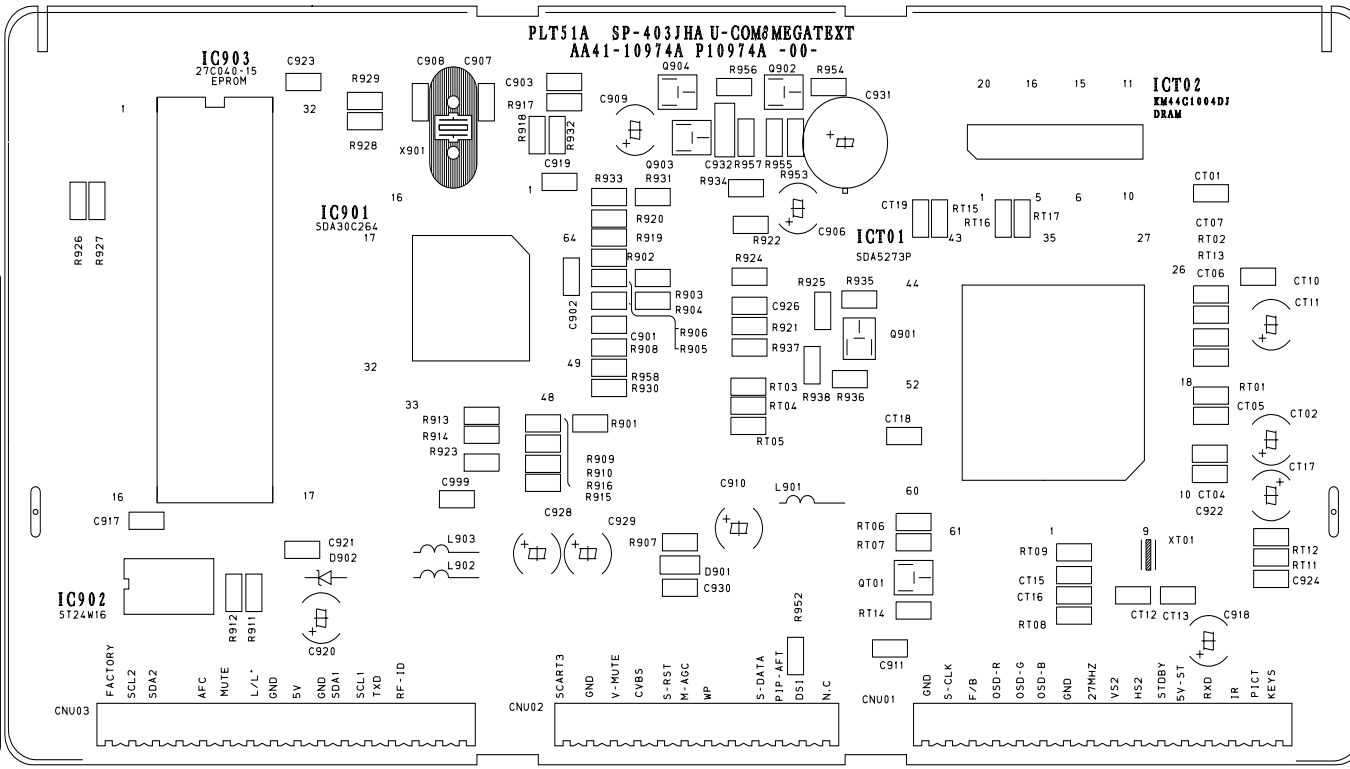 PLT51A SP-403JHA U-COM&MEGATEXT
AA41-10974A P10974A -00-
IC903
27C040-15
EPROM
C923
R929
C908
C907
C903
Q904
R956
Q902
R954
20
16
15
11
ICT02
KM44C1004DJ
DRAM
1
32
R917
C909
C931
R918
R932
R928
X901
C919
Q903
C932
R957
R955
R953
R934
1
R933
R931
CT01
16
IC901
SDA30C264
17
64
R920
R919
R902
R922
C906
CT19
RT15
RT16
1
5
RT17
6
10
ICT01
SDA5273P
43
35
27
CT07
RT02
RT13
CT06
26
CT10
CT11
R926
R927
C902
R924
R925
R935
44
R903
R904
C926
R906
R905
R921
C901
R908
R937
Q901
49
32
R958
R930
RT03
R938
R936
52
18
RT01
CT05
CT02
33
48
RT04
R913
R914
R901
RT05
CT18
R923
R909
R910
R916
R915
CT17
C999
C910
L901
60
10
CT04
C922
16
17
C917
C928
C929
RT06
RT07
61
1
9
XT01
C921
D902
L903
L902
R907
D901
C930
RT09
RT12
RT11
C924
QT01
CT15
CT16
IC902
ST24W16
R912
R911
C920
R952
RT14
RT08
CT12
CT13
C918
C911
FACTORY
SCL2
SDA2
AFC
MUTE
L/L'
GND
5V
GND
SDA1
SCL1
TXD
RF-ID
SCART3
GND
V-MUTE
CVBS
S-RST
M-AGC
WP
S-DATA
PIP-AFT
DS1
N.C
GND
S-CLK
F/B
OSD-R
OSD-G
OSD-B
GND
27MHZ
VS2
HS2
STDBY
5V-ST
RXD
IR
PICT
KEYS
CNU03
CNU02
CNU01